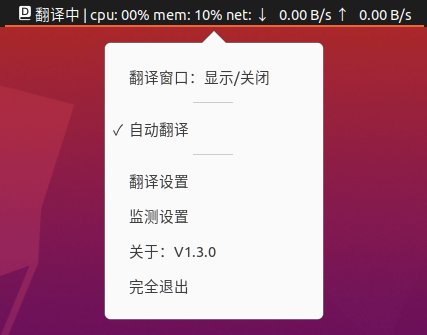 D 翻译中 | cpu: 00% mem: 10% net: ↓ 0.00 B/s ↑ 0.00 B/s
翻译窗口：显示/关闭
✓ 自动翻译
翻译设置
监测设置
关于：V1.3.0
完全退出